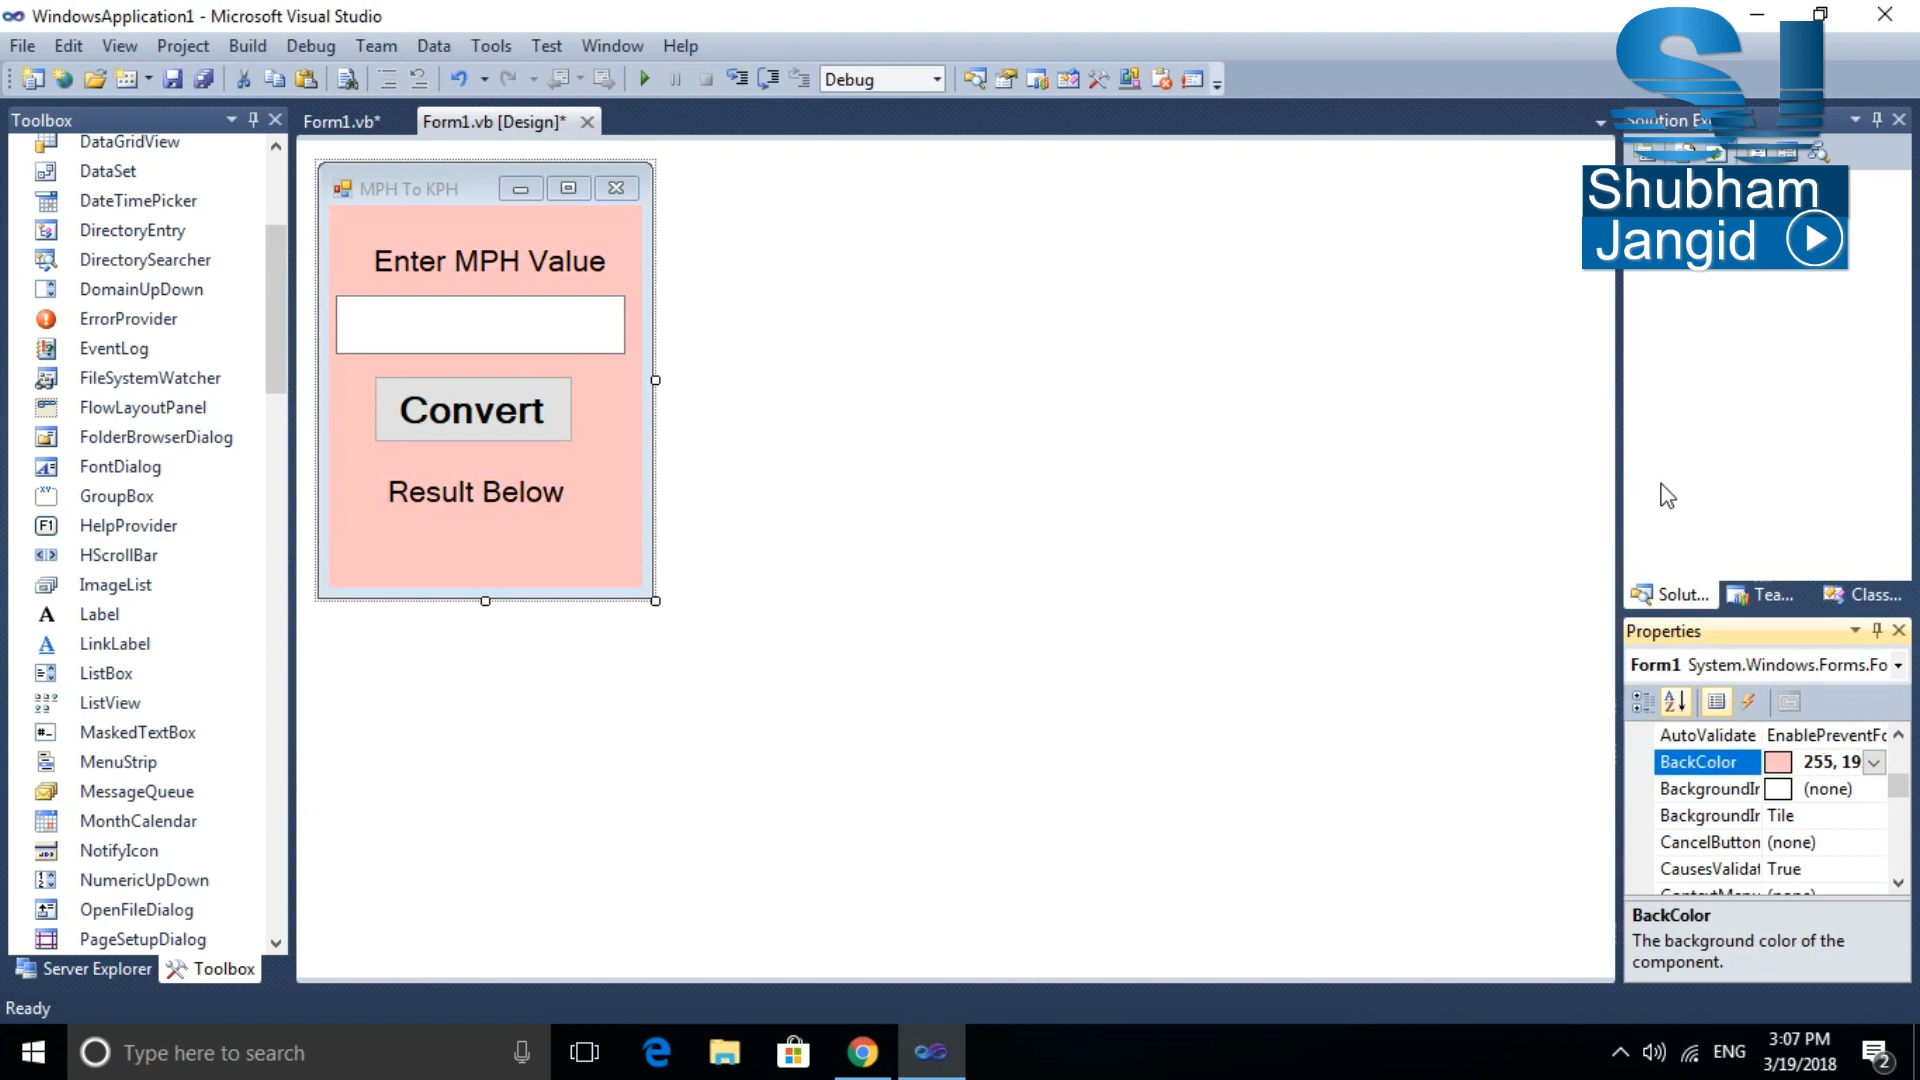 WindowsApplication1 - Microsoft Visual Studio
File Edit View Project Build Debug Team Data Tools Test Window Help
Debug
Toolbox
Form1.vb*
Form1.vb [Design]*
Solution Ex
SJ
Shubham
Jangid
DataGridView
DataSet
DateTimePicker
DirectoryEntry
DirectorySearcher
DomainUpDown
ErrorProvider
EventLog
FileSystemWatcher
FlowLayoutPanel
FolderBrowserDialog
FontDialog
GroupBox
HelpProvider
HScrollBar
ImageList
Label
LinkLabel
ListBox
ListView
MaskedTextBox
MenuStrip
MessageQueue
MonthCalendar
NotifyIcon
NumericUpDown
OpenFileDialog
PageSetupDialog
Server Explorer
Toolbox
MPH To KPH
Enter MPH Value
Convert
Result Below
Solut...
Tea...
Class...
Properties
Form1 System.Windows.Forms.Fo
AutoValidate EnablePreventFo
BackColor 255, 19
BackgroundIr (none)
BackgroundIr Tile
CancelButton (none)
CausesValidat True
BackColor
The background color of the
component.
Ready
Type here to search
ENG
3:07 PM
3/19/2018
2